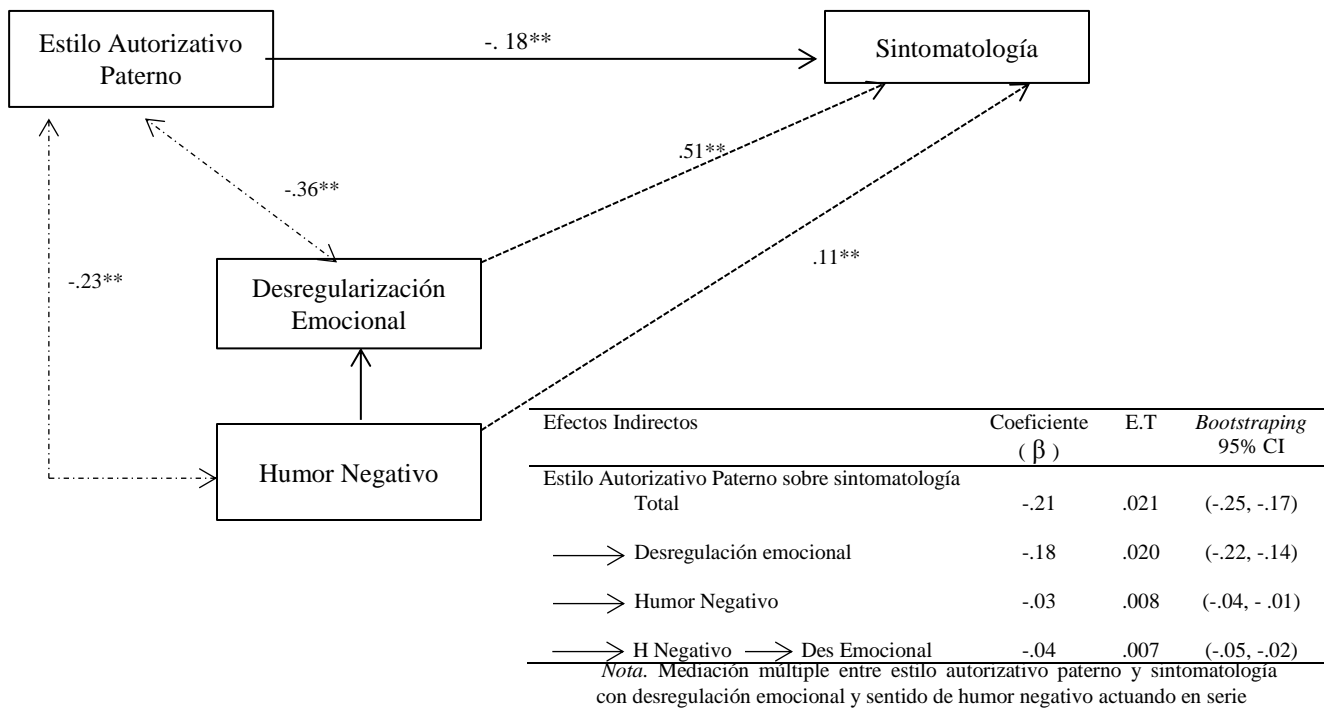 Estilo Autorizativo
Paterno
-. 18**
Sintomatología
.51**
-.36**
.11**
-.23**
Desregularización
Emocional
Humor Negativo
Efectos Indirectos Coeficiente E.T Bootstraping
( β ) 95% CI
Estilo Autorizativo Paterno sobre sintomatología
Total -.21 .021 (-.25, -.17)
Desregulación emocional -.18 .020 (-.22, -.14)
Humor Negativo -.03 .008 (-.04, - .01)
H Negativo Des Emocional -.04 .007 (-.05, -.02)
Nota. Mediación múltiple entre estilo autorizativo paterno y sintomatología
con desregulación emocional y sentido de humor negativo actuando en serie